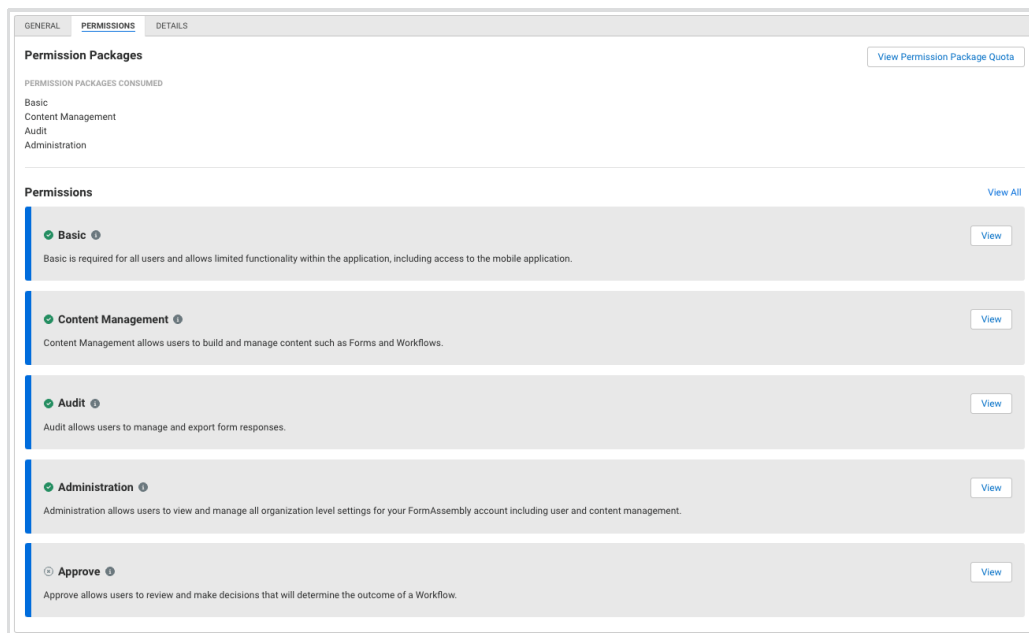 GENERAL PERMISSIONS DETAILS
Permission Packages
View Permission Package Quota
PERMISSION PACKAGES CONSUMED
Basic
Content Management
Audit
Administration
Permissions
View All
Basic
View
Basic is required for all users and allows limited functionality within the application, including access to the mobile application.
Content Management
View
Content Management allows users to build and manage content such as Forms and Workflows.
Audit
View
Audit allows users to manage and export form responses.
Administration
View
Administration allows users to view and manage all organization level settings for your FormAssembly account including user and content management.
Approve
View
Approve allows users to review and make decisions that will determine the outcome of a Workflow.